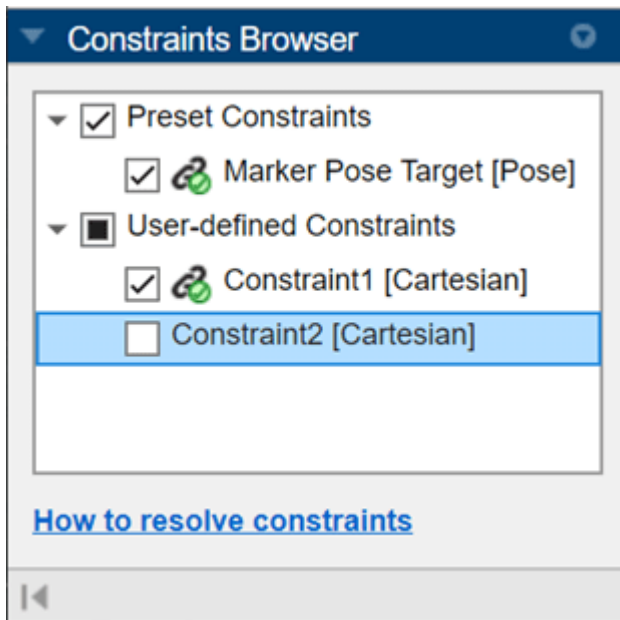 Constraints Browser
Preset Constraints
Marker Pose Target [Pose]
User-defined Constraints
Constraint1 [Cartesian]
Constraint2 [Cartesian]
How to resolve constraints